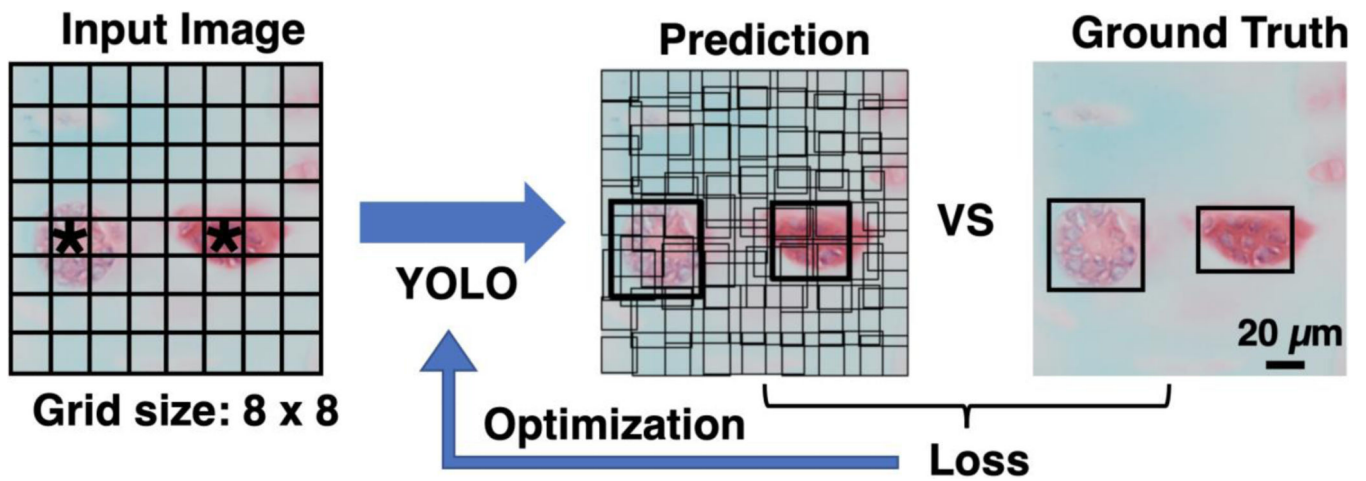 Input Image
Prediction
Ground Truth
*
*
YOLO
VS
20 μm
Grid size: 8 x 8
Optimization
Loss